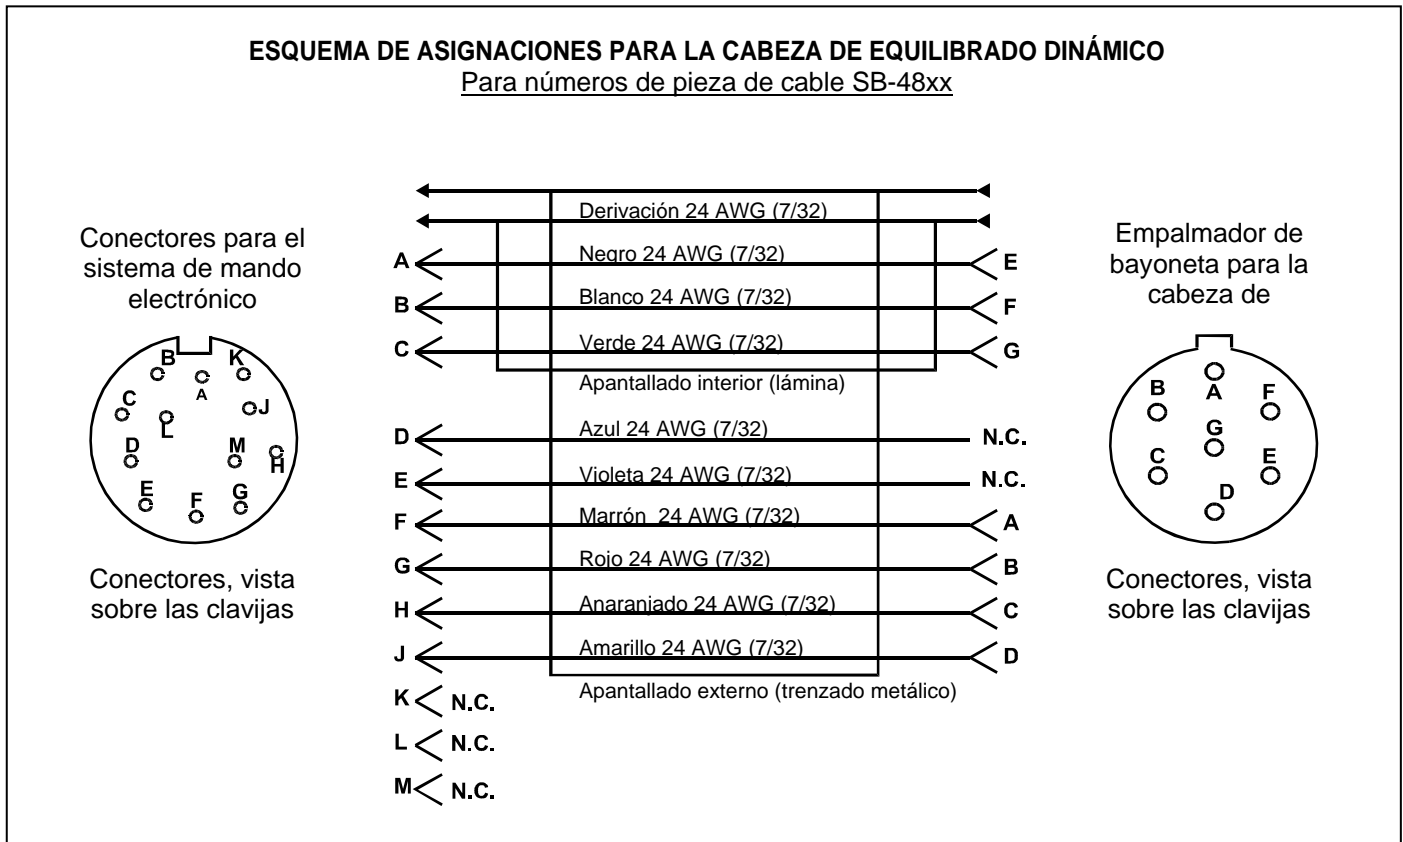 ESQUEMA DE ASIGNACIONES PARA LA CABEZA DE EQUILIBRADO DINÁMICO
Para números de pieza de cable SB-48xx
Conectores para el
sistema de mando
electrónico
B
K
A
C
J
L
D
M
H
E
F
G
Conectores, vista
sobre las clavijas
Derivación 24 AWG (7/32)
A Negro 24 AWG (7/32) E
B Blanco 24 AWG (7/32) F
C Verde 24 AWG (7/32) G
Apantallado interior (lámina)
D Azul 24 AWG (7/32) N.C.
E Violeta 24 AWG (7/32) N.C.
F Marrón 24 AWG (7/32) A
G Rojo 24 AWG (7/32) B
H Anaranjado 24 AWG (7/32) C
J Amarillo 24 AWG (7/32) D
Apantallado externo (trenzado metálico)
K N.C.
L N.C.
M N.C.
Empalmador de
bayoneta para la
cabeza de
B
A
F
G
C
E
D
Conectores, vista
sobre las clavijas